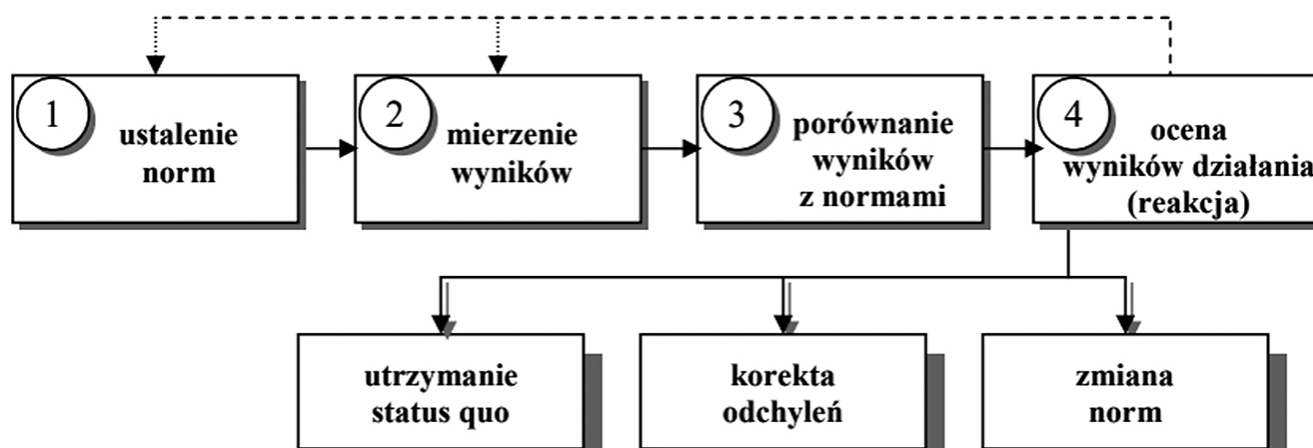 1
ustalenie
norm
2
mierzenie
wyników
3
porównanie
wyników
z normami
4
ocena
wyników działania
(reakcja)
utrzymanie
status quo
korekta
odchyleń
zmiana
norm